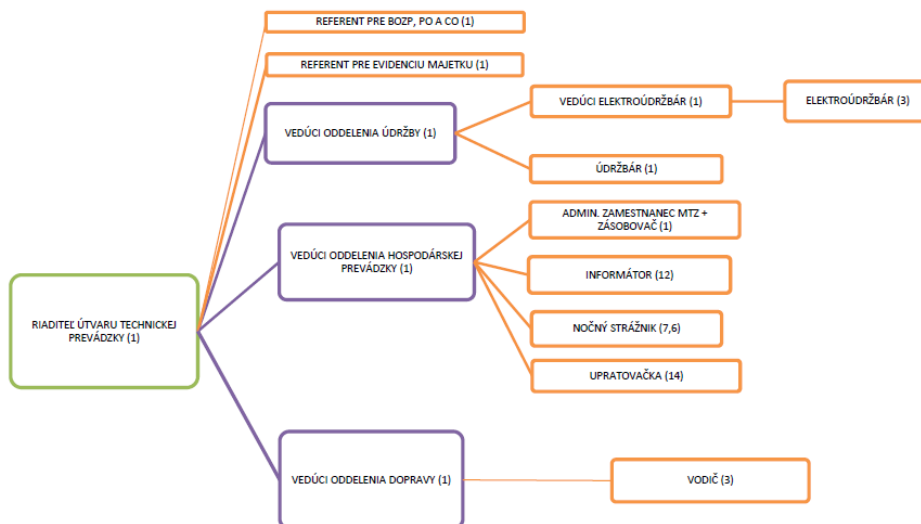 REFERENT PRE BOZP, PO A CO (1)
REFERENT PRE EVIDENCIU MAJETKU (1)
VEDÚCI ELEKTROÚDRŽBÁR (1)
ELEKTROÚDRŽBÁR (3)
VEDÚCI ODDELENIA ÚDRŽBY (1)
ÚDRŽBÁR (1)
ADMIN. ZAMESTNANEC MTZ +
ZÁSOBOVAČ (1)
VEDÚCI ODDELENIA HOSPODÁRSKEJ
PREVÁDZKY (1)
INFORMÁTOR (12)
RIADITEĽ ÚTVARU TECHNICKEJ
PREVÁDZKY (1)
NOČNÝ STRÁŽNIK (7,6)
UPRATOVAČKA (14)
VEDÚCI ODDELENIA DOPRAVY (1)
VODIČ (3)